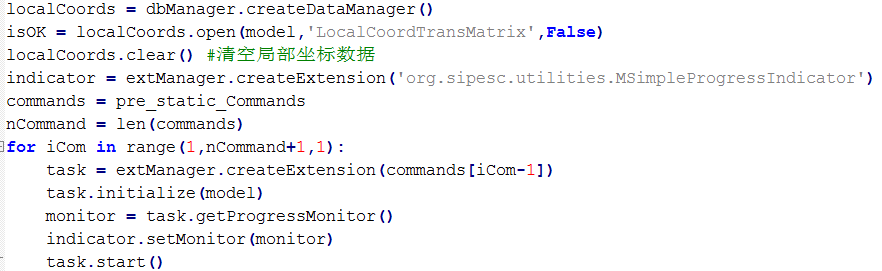 localCoords = dbManager.createDataManager()
isOK = localCoords.open(model,'LocalCoordTransMatrix',False)
localCoords.clear() #清空局部坐标数据
indicator = extManager.createExtension('org.sipesc.utilities.MSimpleProgressIndicator')
commands = pre_static_Commands
nCommand = len(commands)
for iCom in range(1,nCommand+1,1):
    task = extManager.createExtension(commands[iCom-1])
    task.initialize(model)
    monitor = task.getProgressMonitor()
    indicator.setMonitor(monitor)
    task.start()